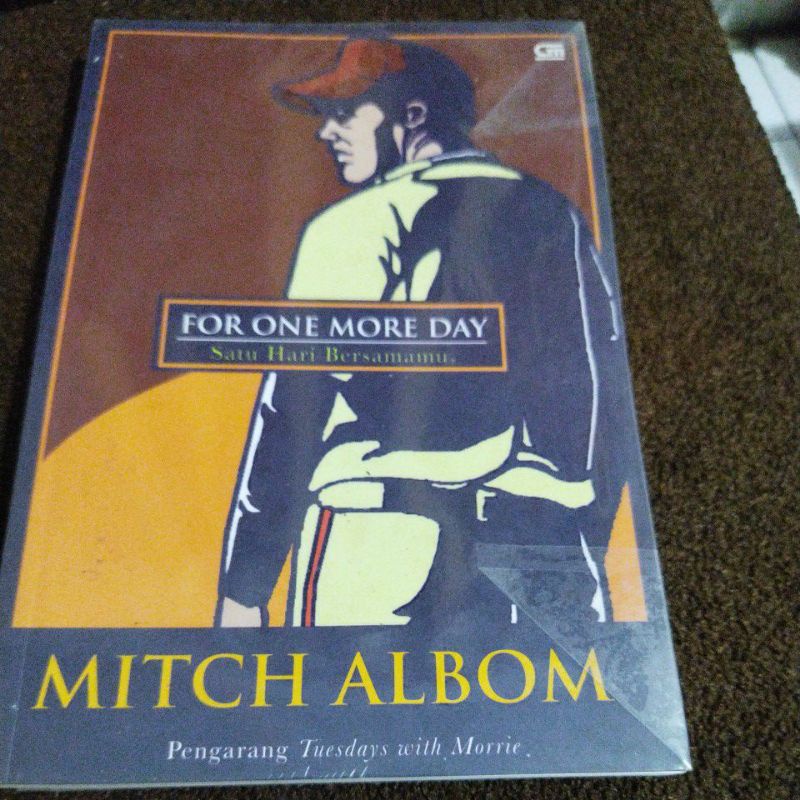 FOR ONE MORE DAY
Satu Hari Bersamamu
MITCH ALBOM
Pengarang Tuesdays with Morrie